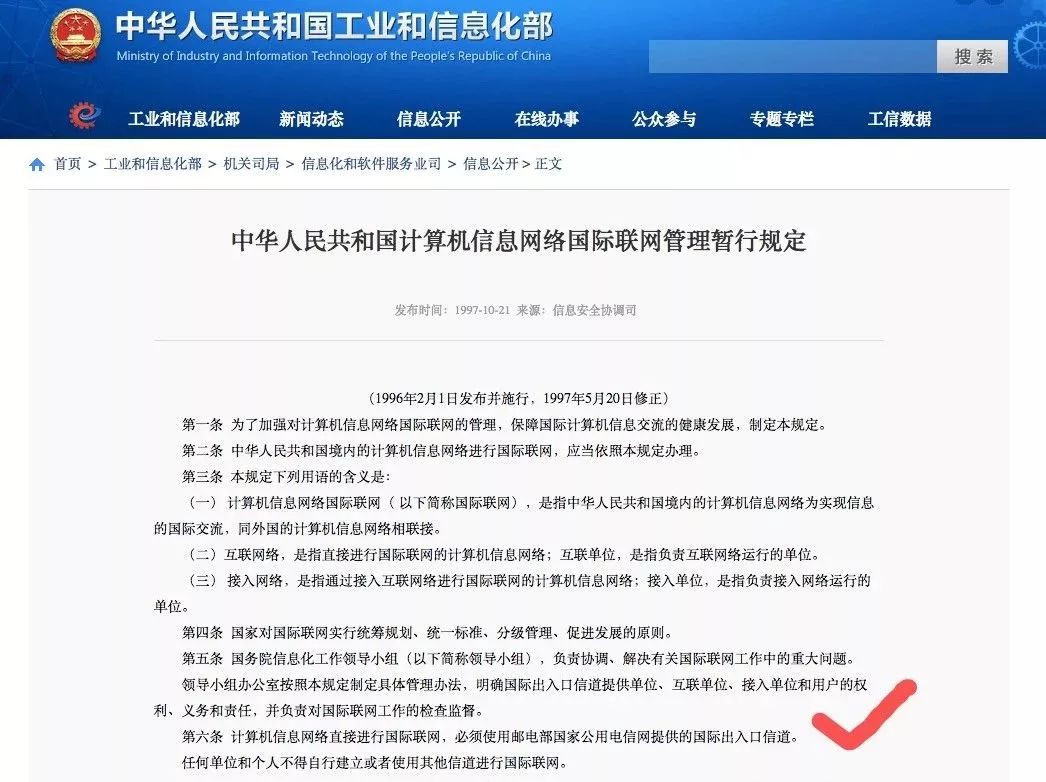 中华人民共和国工业和信息化部
Ministry of Industry and Information Technology of the People's Republic of China
搜 索
工业和信息化部 新闻动态 信息公开 在线办事 公众参与 专题专栏 工信数据
首页 > 工业和信息化部 > 机关司局 > 信息化和软件服务业司 > 信息公开 > 正文
中华人民共和国计算机信息网络国际联网管理暂行规定
发布时间：1997-10-21 来源：信息安全协调司
（1996年2月1日发布并施行，1997年5月20日修正）
第一条 为了加强对计算机信息网络国际联网的管理，保障国际计算机信息交流的健康发展，制定本规定。
第二条 中华人民共和国境内的计算机信息网络进行国际联网，应当依照本规定办理。
第三条 本规定下列用语的含义是：
（一） 计算机信息网络国际联网（ 以下简称国际联网），是指中华人民共和国境内的计算机信息网络为实现信息
的国际交流，同外国的计算机信息网络相联接。
（二）互联网络，是指直接进行国际联网的计算机信息网络；互联单位，是指负责互联网络运行的单位。
（三） 接入网络，是指通过接入互联网络进行国际联网的计算机信息网络；接入单位，是指负责接入网络运行的
单位。
第四条 国家对国际联网实行统筹规划、统一标准、分级管理、促进发展的原则。
第五条 国务院信息化工作领导小组（以下简称领导小组），负责协调、解决有关国际联网工作中的重大问题。
领导小组办公室按照本规定制定具体管理办法，明确国际出入口信道提供单位、互联单位、接入单位和用户的权
利、义务和责任，并负责对国际联网工作的检查监督。
第六条 计算机信息网络直接进行国际联网，必须使用邮电部国家公用电信网提供的国际出入口信道。
任何单位和个人不得自行建立或者使用其他信道进行国际联网。